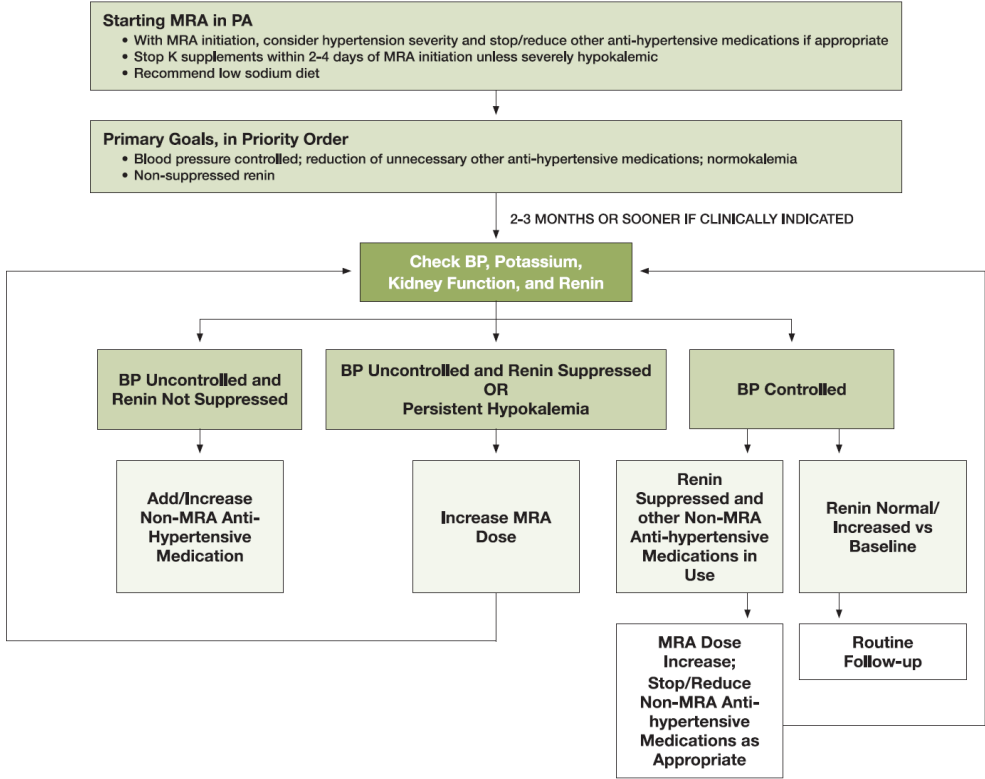 Starting MRA in PA
• With MRA initiation, consider hypertension severity and stop/reduce other anti-hypertensive medications if appropriate
• Stop K supplements within 2-4 days of MRA initiation unless severely hypokalemic
• Recommend low sodium diet
Primary Goals, in Priority Order
• Blood pressure controlled; reduction of unnecessary other anti-hypertensive medications; normokalemia
• Non-suppressed renin
2-3 MONTHS OR SOONER IF CLINICALLY INDICATED
Check BP, Potassium,
Kidney Function, and Renin
BP Uncontrolled and
Renin Not Suppressed
BP Uncontrolled and Renin Suppressed
OR
Persistent Hypokalemia
BP Controlled
Add/Increase
Non-MRA Anti-
Hypertensive
Medication
Increase MRA
Dose
Renin
Suppressed and
other Non-MRA
Anti-hypertensive
Medications in
Use
Renin Normal/
Increased vs
Baseline
MRA Dose
Increase;
Stop/Reduce
Non-MRA Anti-
hypertensive
Medications as
Appropriate
Routine
Follow-up